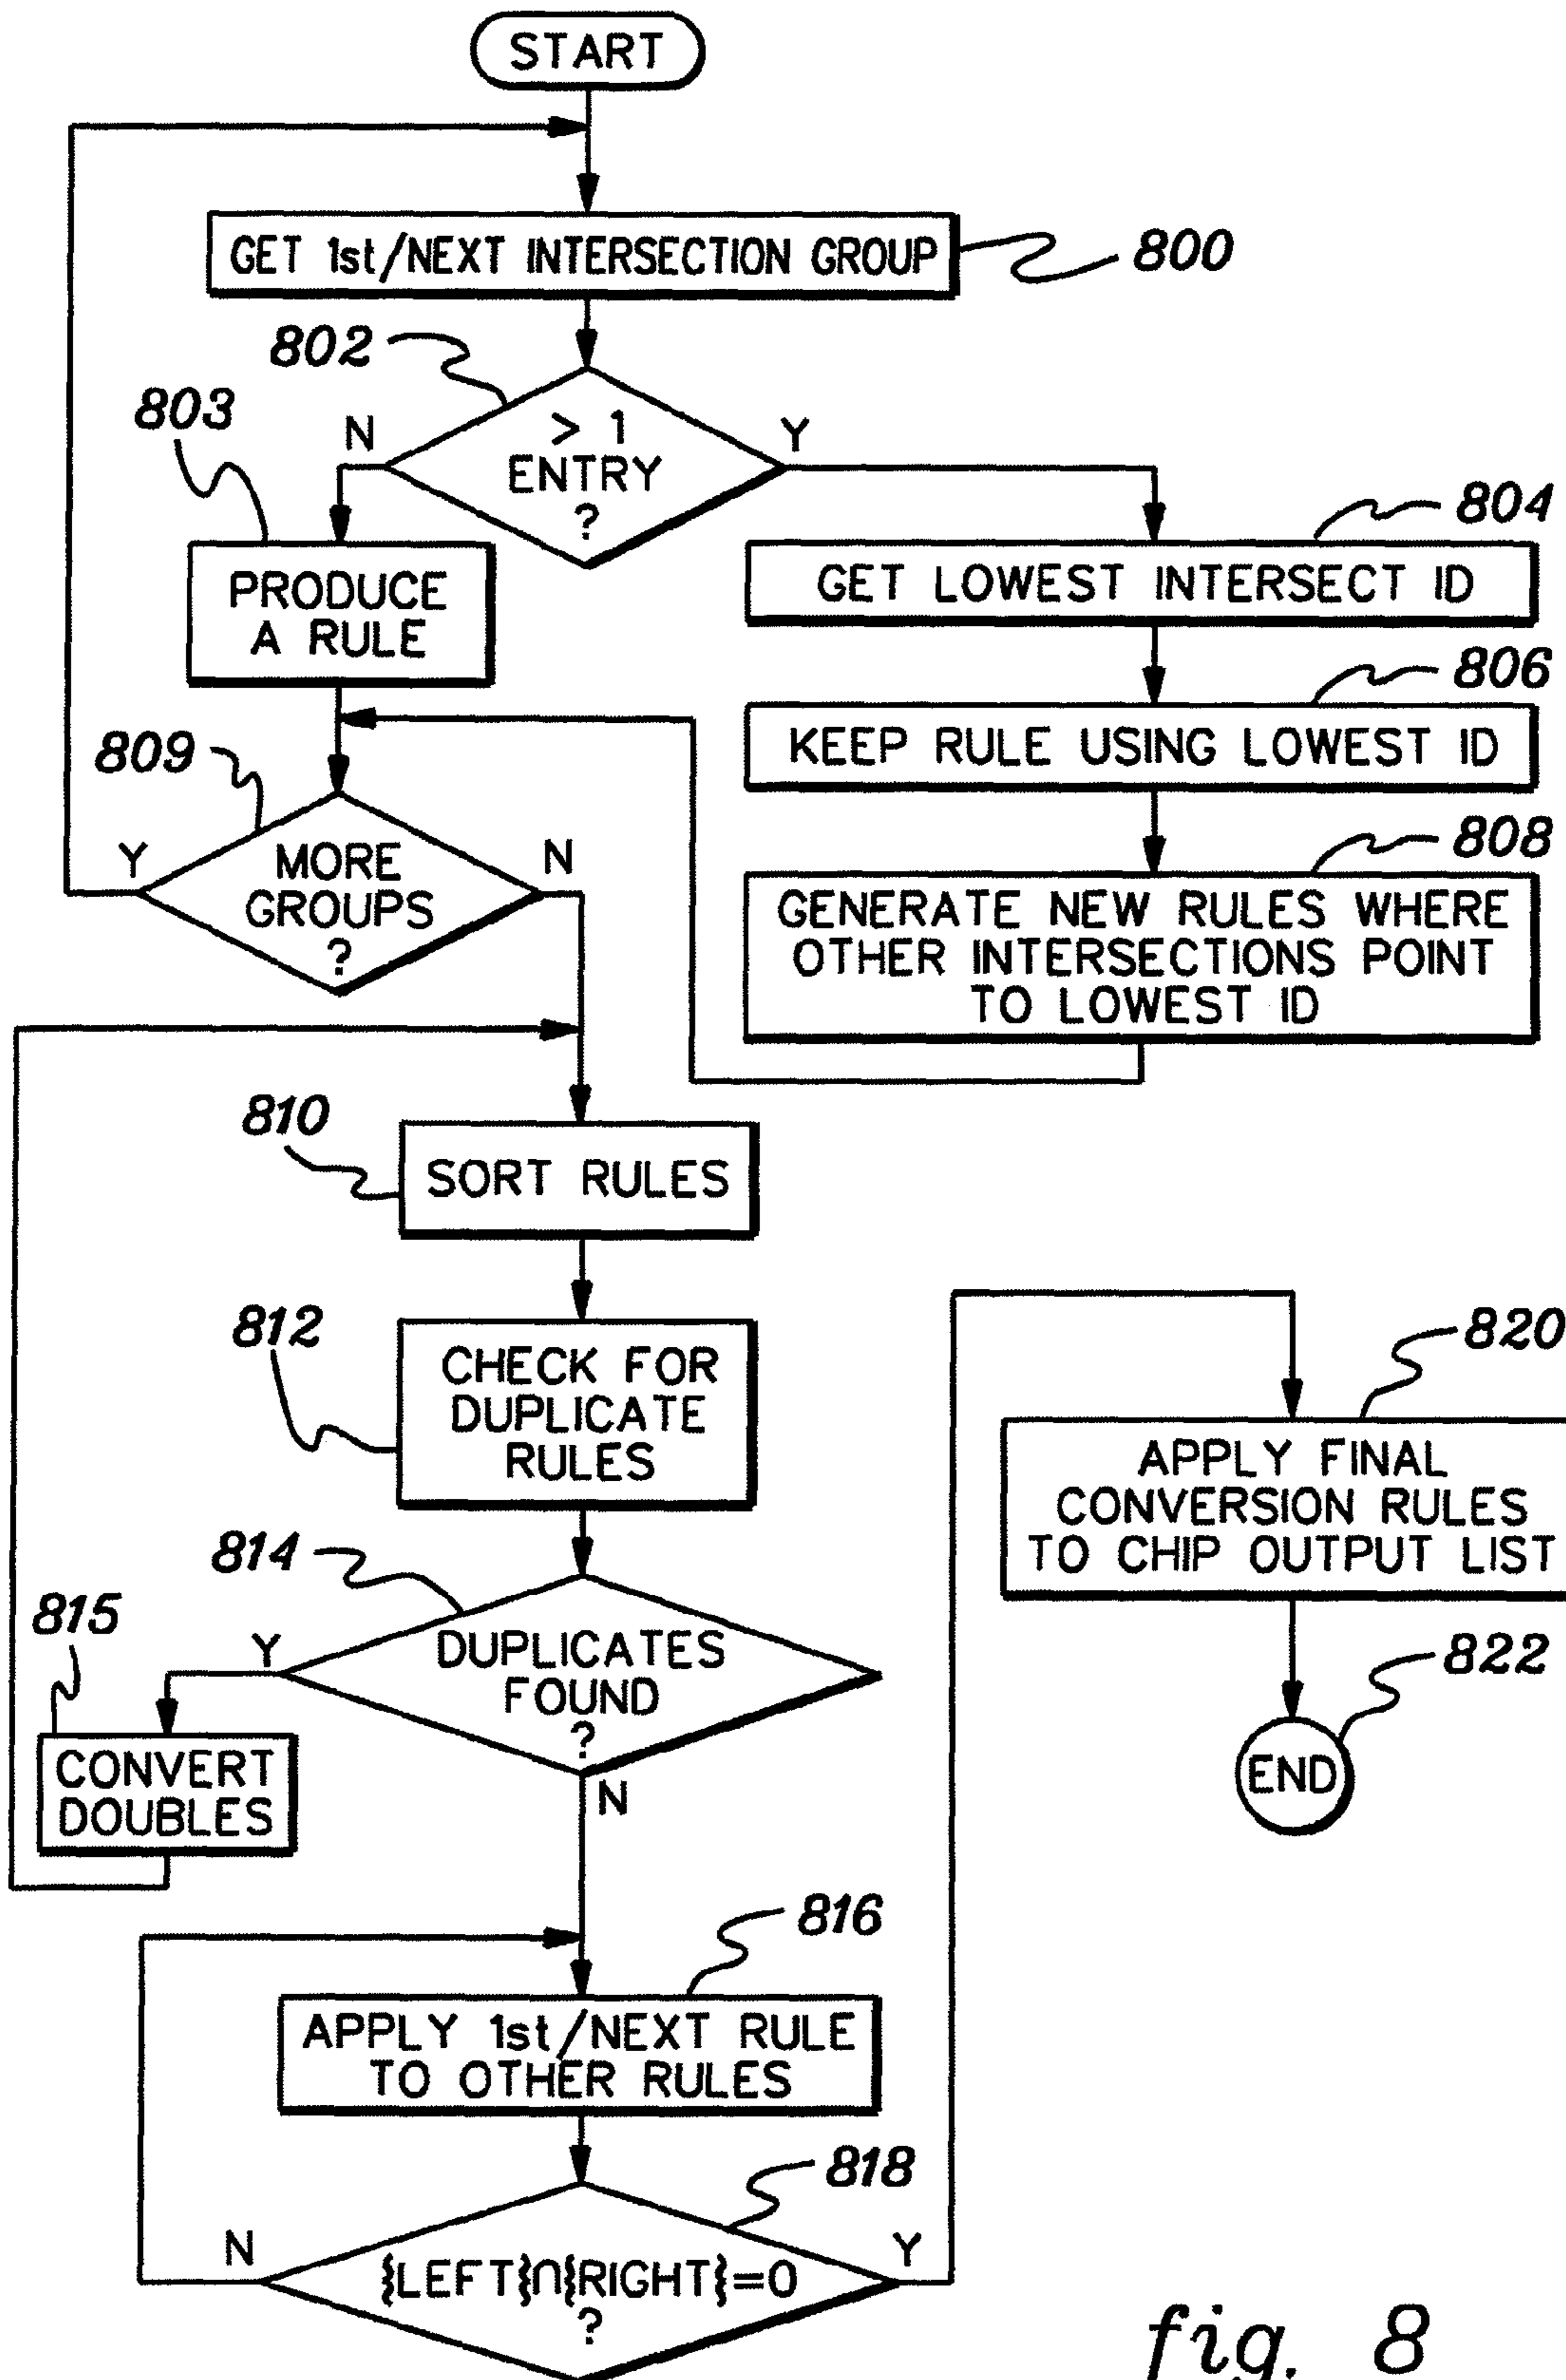 START
GET 1st/NEXT INTERSECTION GROUP
800
802
> 1
ENTRY
?
N
Y
803
PRODUCE
A RULE
804
GET LOWEST INTERSECT ID
806
KEEP RULE USING LOWEST ID
808
GENERATE NEW RULES WHERE
OTHER INTERSECTIONS POINT
TO LOWEST ID
809
MORE
GROUPS
?
Y
N
810
SORT RULES
812
CHECK FOR
DUPLICATE
RULES
814
DUPLICATES
FOUND
?
Y
N
815
CONVERT
DOUBLES
816
APPLY 1st/NEXT RULE
TO OTHER RULES
818
{LEFT}∩{RIGHT}=0
?
N
Y
820
APPLY FINAL
CONVERSION RULES
TO CHIP OUTPUT LIST
822
END
fig. 8